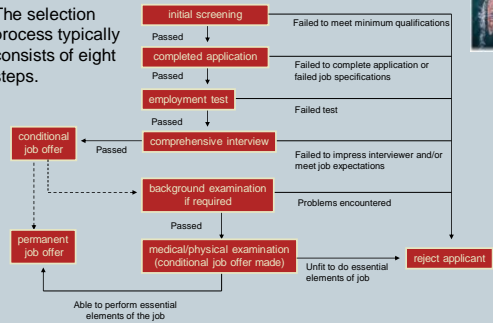 The selection
process typically
consists of eight
steps.
initial screening
Failed to meet minimum qualifications
Passed
completed application
Failed to complete application or
failed job specifications
Passed
employment test
Failed test
Passed
conditional
job offer
Passed
comprehensive interview
Failed to impress interviewer and/or
meet job expectations
background examination
if required
Problems encountered
Passed
permanent
job offer
medical/physical examination
(conditional job offer made)
Unfit to do essential
elements of job
reject applicant
Able to perform essential
elements of the job